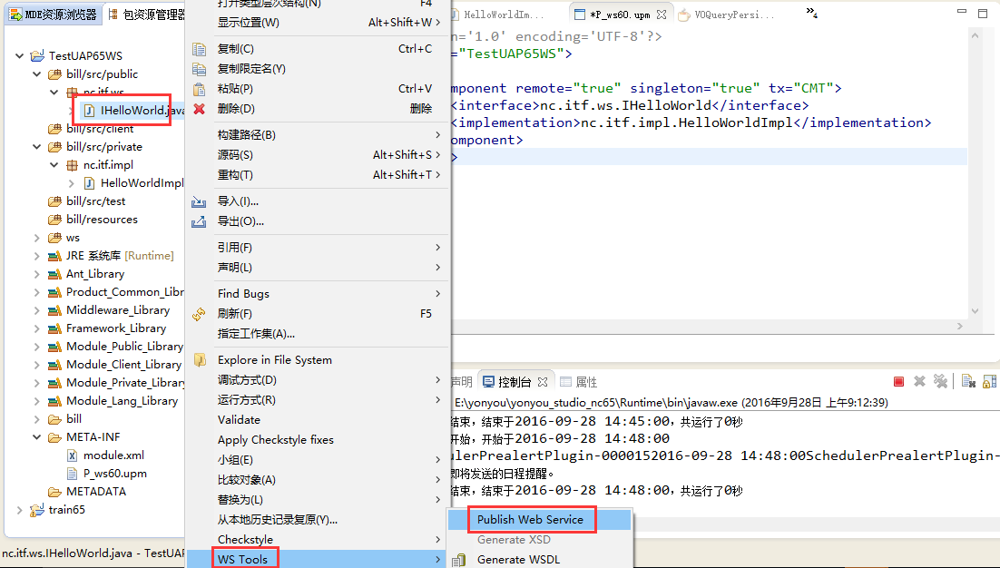 MDE资源浏览器
包资源管理器
TestUAP65WS
bill/src/public
nc.itf.ws
IHelloWorld.java
bill/src/client
bill/src/private
nc.itf.impl
HelloWorldImpl
bill/src/test
bill/resources
ws
JRE 系统库 [Runtime]
Ant_Library
Product_Common_Libr
Middleware_Library
Framework_Library
Module_Public_Library
Module_Client_Library
Module_Private_Library
Module_Lang_Library
bill
META-INF
module.xml
P_ws60.upm
METADATA
train65
nc.itf.ws.IHelloWorld.java - TestUAP
打开类型层次结构(N) F4
显示位置(W) Alt+Shift+W
复制(C) Ctrl+C
复制限定名(Y)
粘贴(P) Ctrl+V
删除(D) 删除
构建路径(B)
源码(S) Alt+Shift+S
重构(T) Alt+Shift+T
导入(I)...
导出(O)...
引用(F)
声明(L)
Find Bugs
刷新(F) F5
指定工作集(A)...
Explore in File System
调试方式(D)
运行方式(R)
Validate
Apply Checkstyle fixes
小组(E)
比较对象(A)
替换为(L)
从本地历史记录复原(Y)...
Checkstyle
WS Tools
Publish Web Service
Generate XSD
Generate WSDL
HelloWorldIm...
*P_ws60.upm
VOQueryPersi...
4
n='1.0' encoding='UTF-8'?>
="TestUAP65WS">
mponent remote="true" singleton="true" tx="CMT">
<interface>nc.itf.ws.IHelloWorld</interface>
<implementation>nc.itf.impl.HelloWorldImpl</implementation>
omponent>
>
声明
控制台
属性
E:\yonyou\yonyou_studio_nc65\Runtime\bin\javaw.exe (2016年9月28日 上午9:12:39)
结束，结束于2016-09-28 14:45:00，共运行了0秒
开始，开始于2016-09-28 14:48:00
ulerPrealertPlugin-0000152016-09-28 14:48:00SchedulerPrealertPlugin-
即将发送的日程提醒。
结束，结束于2016-09-28 14:48:00，共运行了0秒